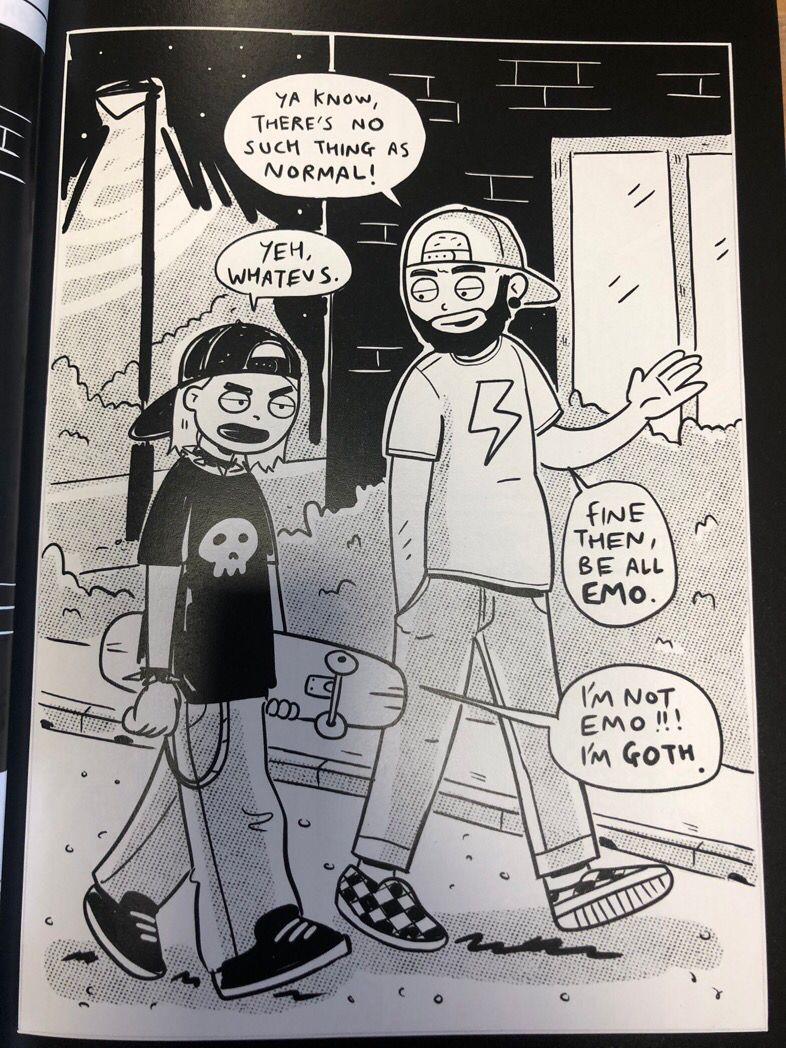 YA KNOW,
THERE'S NO
SUCH THING AS
NORMAL!
YEH,
WHATEVS.
FINE
THEN,
BE ALL
EMO.
I'M NOT
EMO!!!
I'M GOTH.